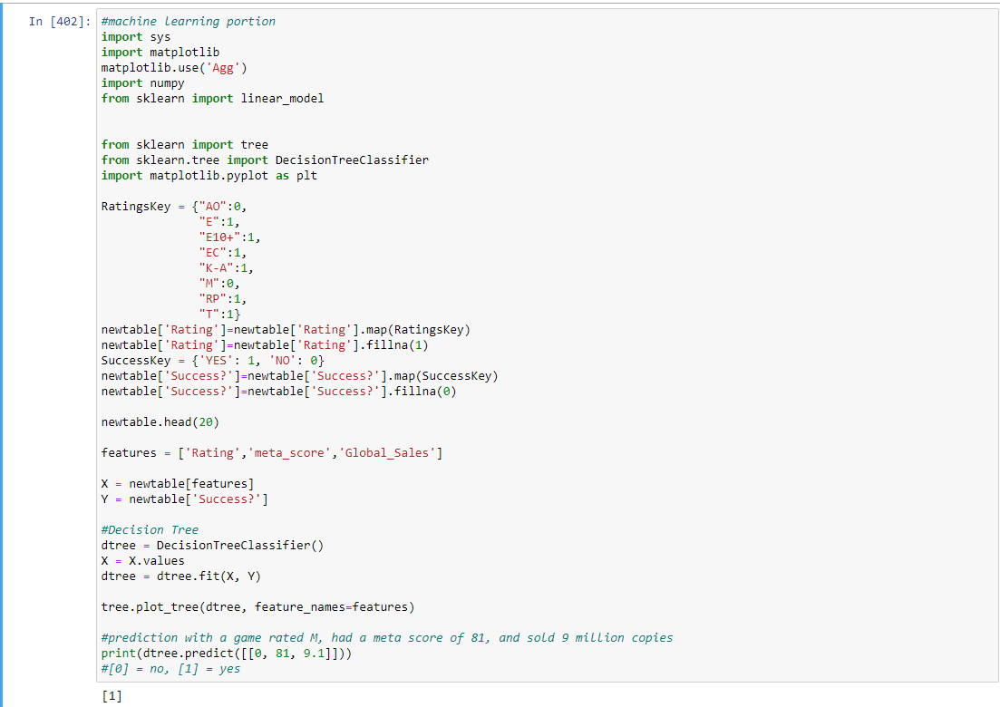 In [402]: #machine learning portion
import sys
import matplotlib
matplotlib.use('Agg')
import numpy
from sklearn import linear_model
from sklearn import tree
from sklearn.tree import DecisionTreeClassifier
import matplotlib.pyplot as plt
RatingsKey = {"AO":0,
"E":1,
"E10+":1,
"EC":1,
"K-A":1,
"M":0,
"RP":1,
"T":1}
newtable['Rating']=newtable['Rating'].map(RatingsKey)
newtable['Rating']=newtable['Rating'].fillna(1)
SuccessKey = {'YES': 1, 'NO': 0}
newtable['Success?']=newtable['Success?'].map(SuccessKey)
newtable['Success?']=newtable['Success?'].fillna(0)
newtable.head(20)
features = ['Rating','meta_score','Global_Sales']
X = newtable[features]
Y = newtable['Success?']
#Decision Tree
dtree = DecisionTreeClassifier()
X = X.values
dtree = dtree.fit(X, Y)
tree.plot_tree(dtree, feature_names=features)
#prediction with a game rated M, had a meta score of 81, and sold 9 million copies
print(dtree.predict([[0, 81, 9.1]]))
#[0] = no, [1] = yes
[1]